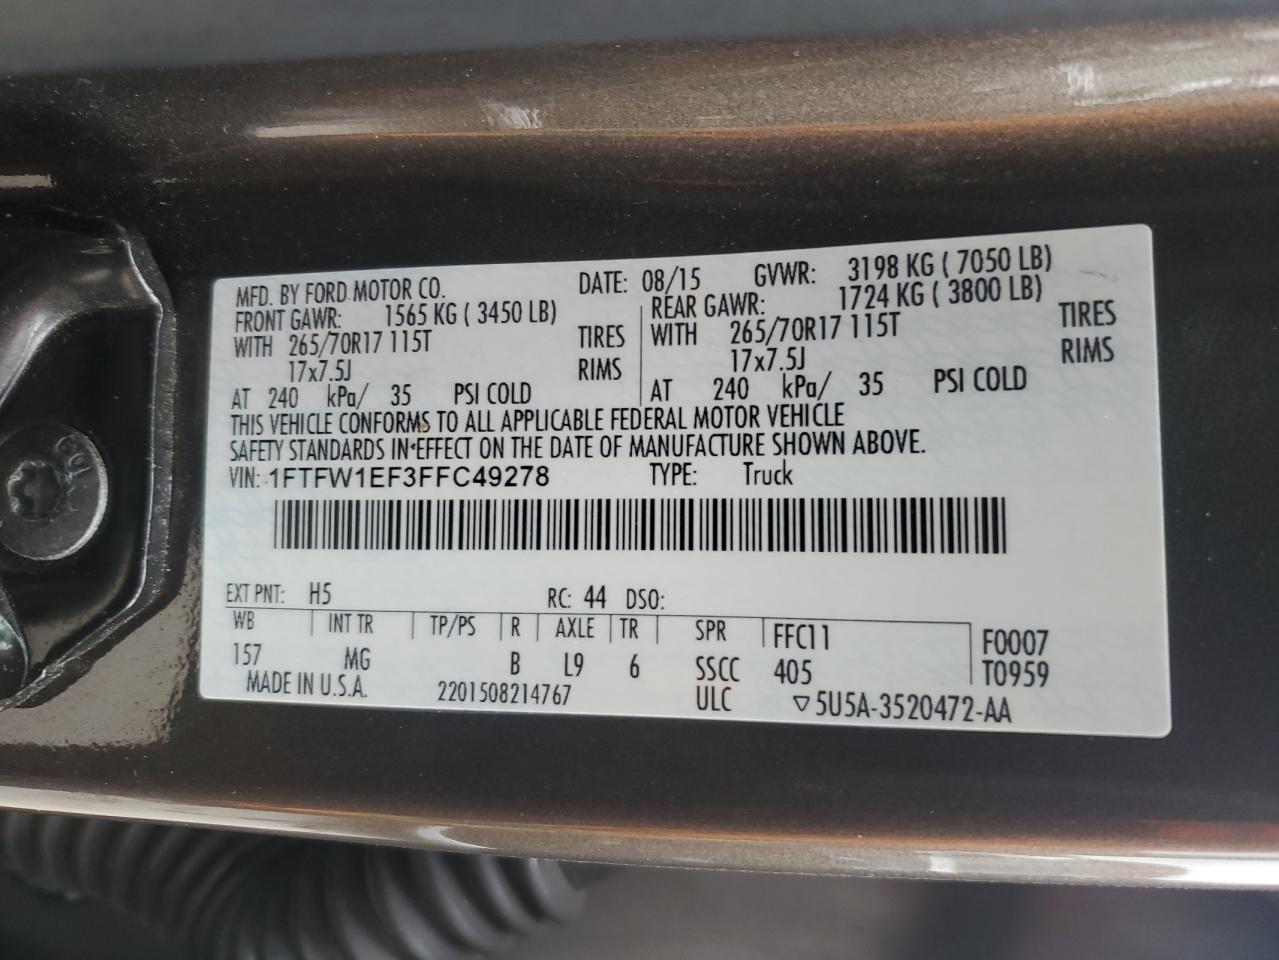 MFD. BY FORD MOTOR CO. DATE: 08/15 GVWR: 3198 KG ( 7050 LB)
FRONT GAWR: 1565 KG ( 3450 LB) REAR GAWR: 1724 KG ( 3800 LB)
WITH 265/70R17 115T TIRES WITH 265/70R17 115T TIRES
17x7.5J RIMS 17x7.5J RIMS
AT 240 kPa/ 35 PSI COLD AT 240 kPa/ 35 PSI COLD
THIS VEHICLE CONFORMS TO ALL APPLICABLE FEDERAL MOTOR VEHICLE
SAFETY STANDARDS IN EFFECT ON THE DATE OF MANUFACTURE SHOWN ABOVE.
VIN: 1FTFW1EF3FFC49278 TYPE: Truck
EXT PNT: H5 RC: 44 DSO:
WB INT TR TP/PS R AXLE TR SPR FFC11 F0007
157 MG B L9 6 SSCC 405 T0959
MADE IN U.S.A. 2201508214767 ULC ▽5U5A-3520472-AA